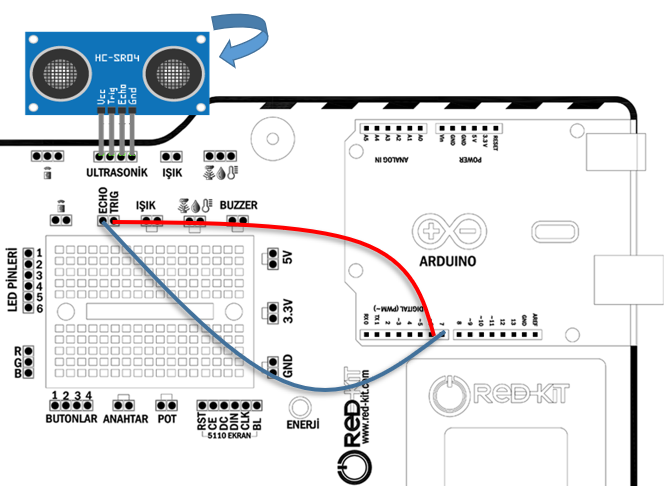 HC-SR04
Vcc
Trig
Echo
Gnd
ULTRASONİK
IŞIK
ECHO
TRIG
IŞIK
BUZZER
A5
A4
A3
A2
A1
A0
ANALOG IN
Vin
GND
GND
5 V
3.3 V
RESET
POWER
ARDUINO
DIGITAL (PWM ~)
RX 0
TX 1
2
~3
4
~5
7
8
~9
~10
~11
12
13
GND
AREF
LED PİNLERİ
1
2
3
4
5
6
5V
3.3V
GND
R
G
B
1 2 3 4
BUTONLAR
ANAHTAR
POT
RST
CE
DC
DIN
CLK
BL
5110 EKRAN
ENERJİ
RED-KIT
www.red-kit.com
RED-KIT